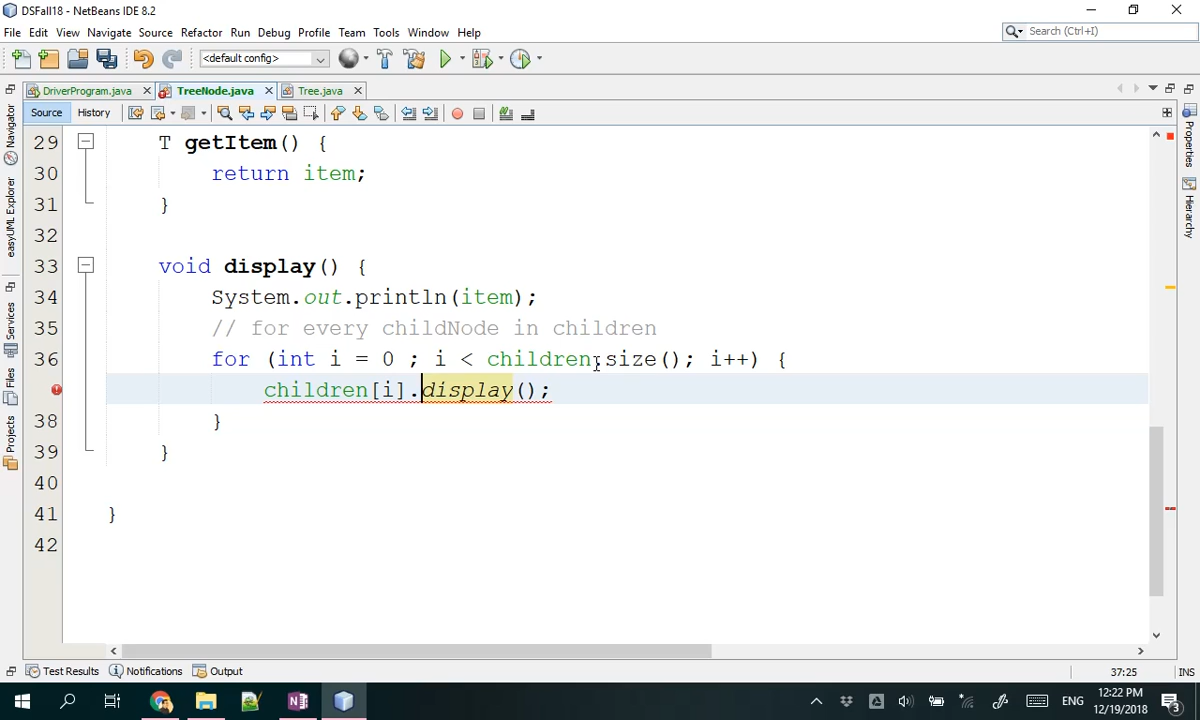 DSFall18 - NetBeans IDE 8.2
File Edit View Navigate Source Refactor Run Debug Profile Team Tools Window Help
Search (Ctrl+I)
<default config>
DriverProgram.java TreeNode.java Tree.java
Source History
Navigator
easyUML Explorer
Services
Files
Projects
Properties
Hierarchy
29 T getItem() {
30 return item;
31 }
32
33 void display() {
34 System.out.println(item);
35 // for every childNode in children
36 for (int i = 0 ; i < children.size(); i++) {
children[i].display();
38 }
39 }
40
41 }
42
Test Results Notifications Output
37:25 INS
ENG 12:22 PM
12/19/2018
3